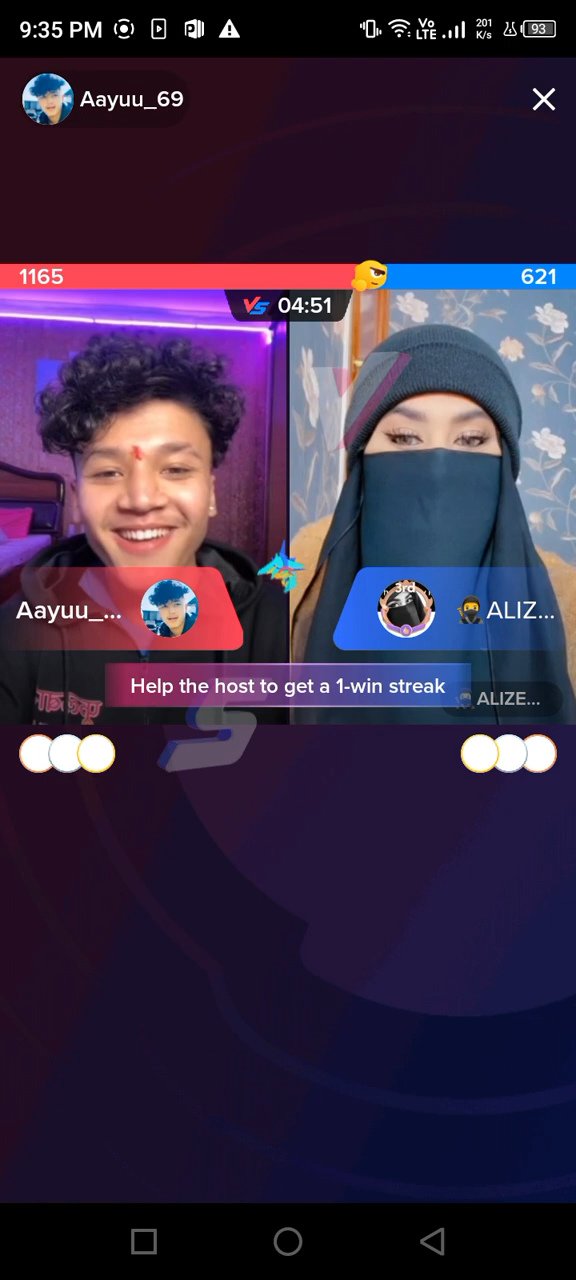 9:35 PM
Vo LTE
201 K/s
93
Aayuu_69
1165
621
VS 04:51
3rd
Aayuu_...
🥷ALIZ...
Help the host to get a 1-win streak
ALIZE...